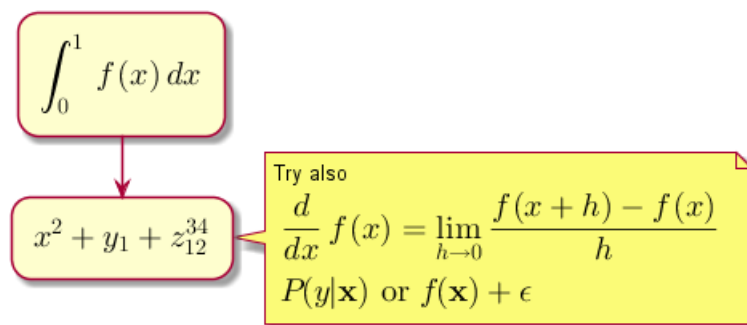 ∫₀¹ f(x) dx
x² + y₁ + z₁₂³⁴
Try also
d/dx f(x) = lim_{h→0} (f(x + h) − f(x))/h
P(y|𝐱) or f(𝐱) + ϵ